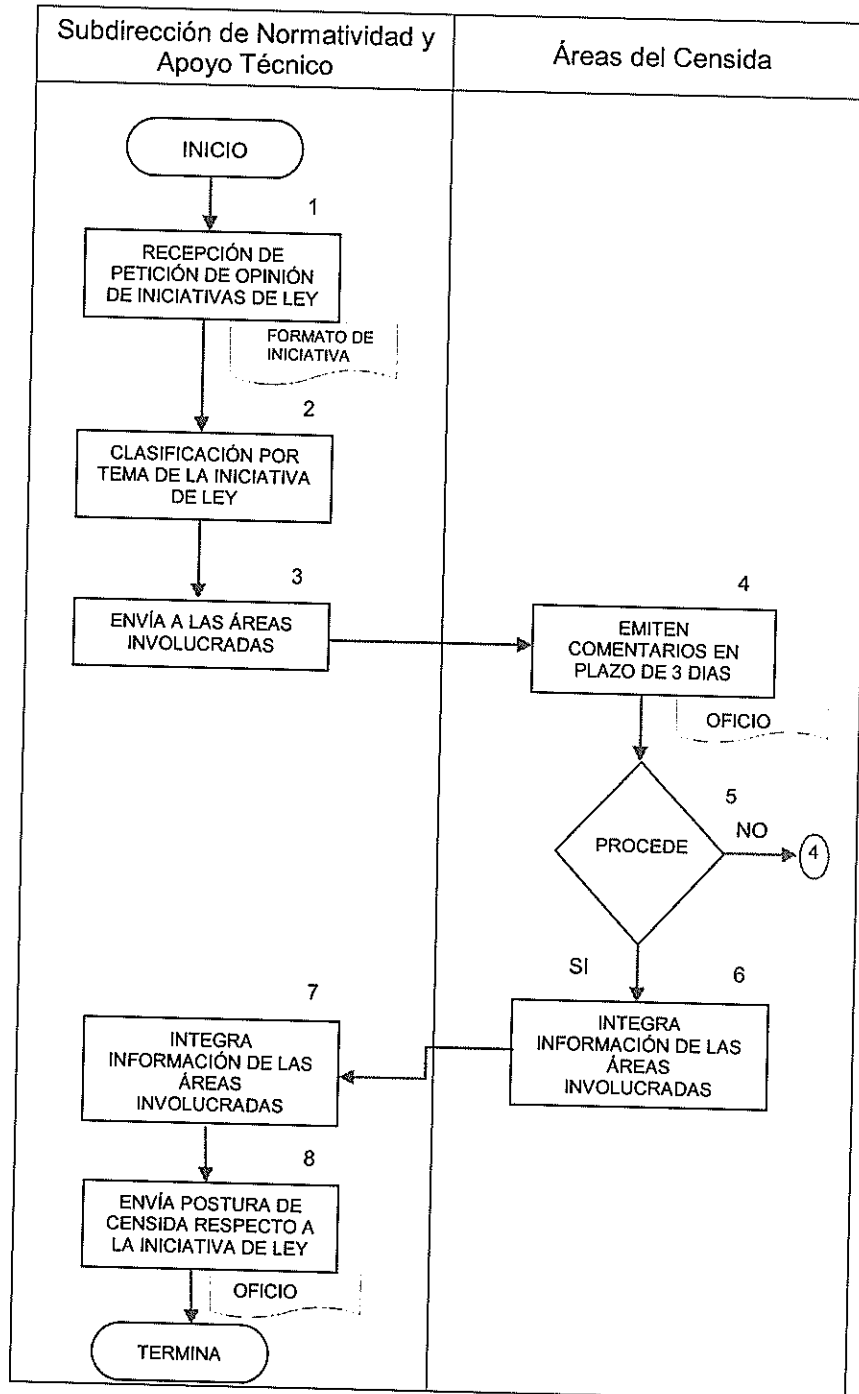 Subdirección de Normatividad y
Apoyo Técnico
Áreas del Censida
INICIO
1
RECEPCIÓN DE
PETICIÓN DE OPINIÓN
DE INICIATIVAS DE LEY
FORMATO DE
INICIATIVA
2
CLASIFICACIÓN POR
TEMA DE LA INICIATIVA
DE LEY
3
ENVÍA A LAS ÁREAS
INVOLUCRADAS
4
EMITEN
COMENTARIOS EN
PLAZO DE 3 DIAS
OFICIO
5
PROCEDE
NO
4
SI
6
INTEGRA
INFORMACIÓN DE LAS
ÁREAS
INVOLUCRADAS
7
INTEGRA
INFORMACIÓN DE LAS
ÁREAS
INVOLUCRADAS
8
ENVÍA POSTURA DE
CENSIDA RESPECTO A
LA INICIATIVA DE LEY
OFICIO
TERMINA